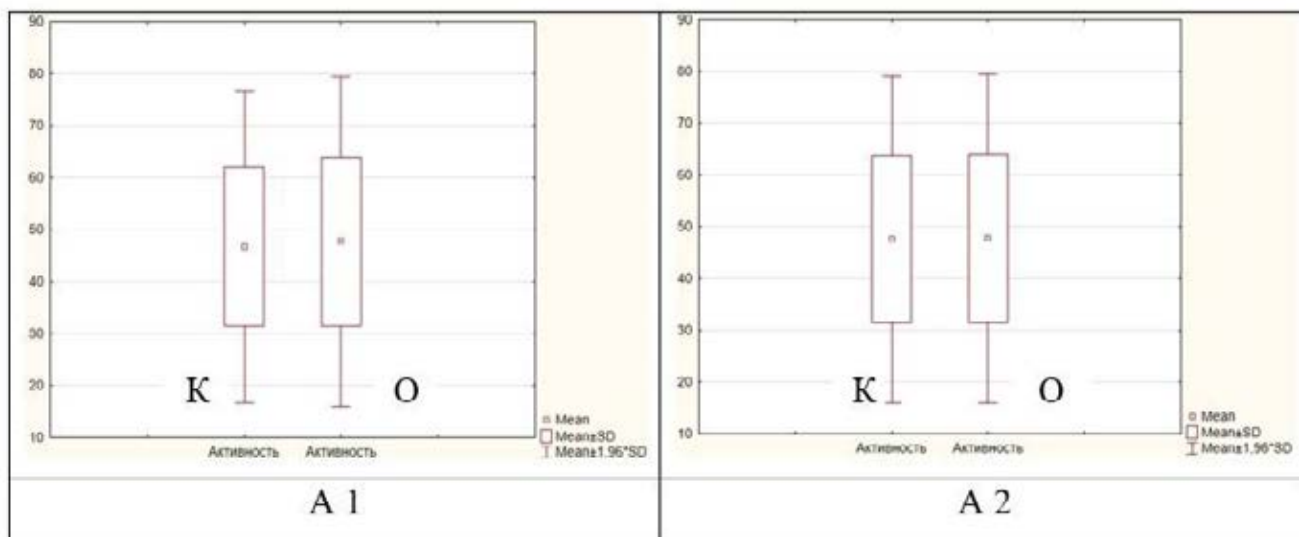 90
80
70
60
50
40
30
20
10
К
О
Активность Активность
Mean
Mean±SD
Mean±1.96*SD
А 1
90
80
70
60
50
40
30
20
10
К
О
Активность Активность
Mean
Mean±SD
Mean±1,96*SD
А 2